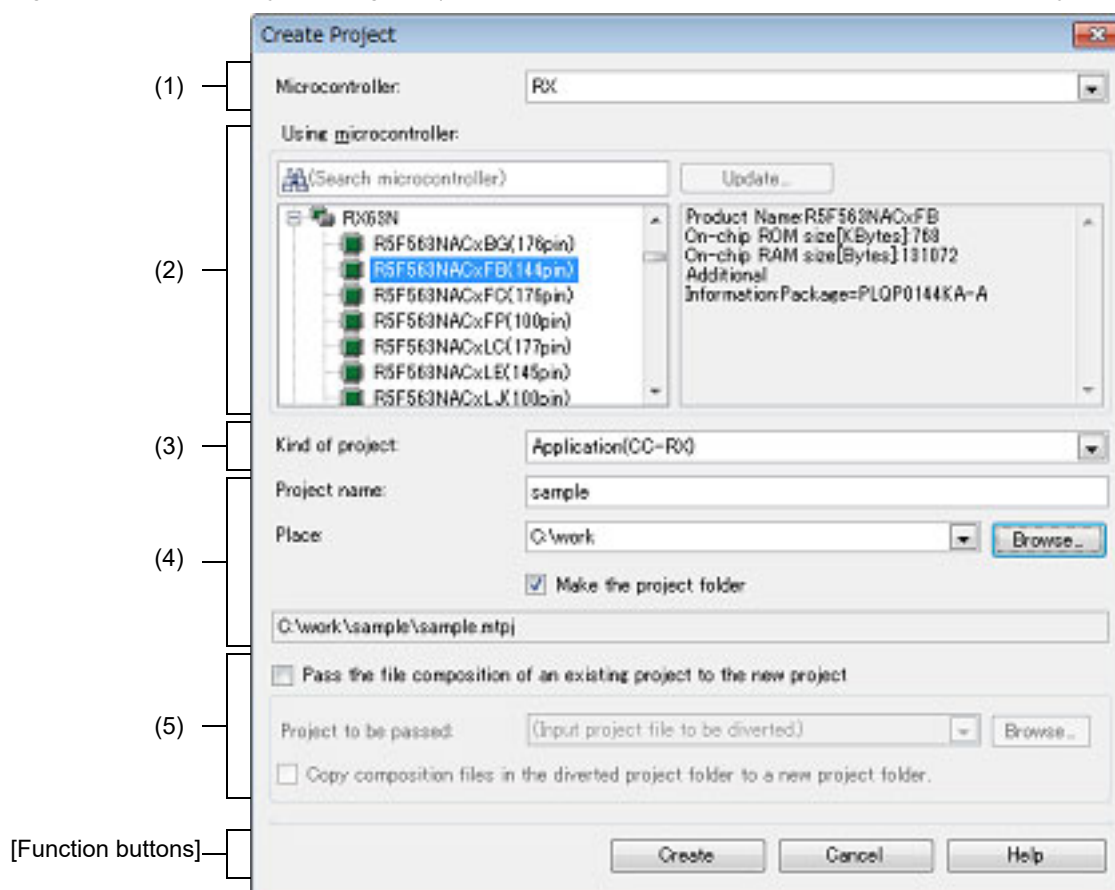 Create Project
(1)
Microcontroller: RX
Using microcontroller:
(Search microcontroller) Update...
(2)
RX63N
R5F563NACxBG(176pin)
R5F563NACxFB(144pin)
R5F563NACxFC(176pin)
R5F563NACxFP(100pin)
R5F563NACxLC(177pin)
R5F563NACxLE(145pin)
R5F563NACxLJ(100pin)
Product Name:R5F563NACxFB
On-chip ROM size[KBytes]:768
On-chip RAM size[Bytes]:131072
Additional
Information:Package=PLQP0144KA-A
(3)
Kind of project: Application(CC-RX)
(4)
Project name: sample
Place: C:\work Browse...
Make the project folder
C:\work\sample\sample.mtpj
(5)
Pass the file composition of an existing project to the new project
Project to be passed: (Input project file to be diverted.) Browse...
Copy composition files in the diverted project folder to a new project folder.
[Function buttons]
Create Cancel Help